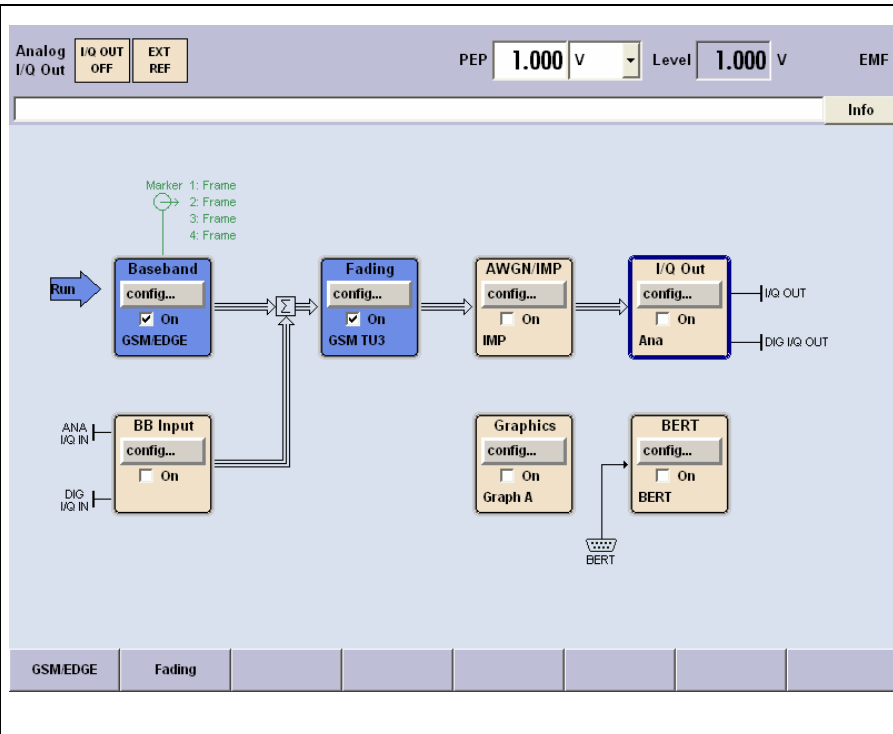 Analog
I/Q Out
I/Q OUT
OFF
EXT
REF
PEP 1.000 V Level 1.000 V EMF
Info
Marker 1: Frame
2: Frame
3: Frame
4: Frame
Run
Baseband
config...
On
GSM/EDGE
Σ
Fading
config...
On
GSM TU3
AWGN/IMP
config...
On
IMP
I/Q Out
config...
On
Ana
I/Q OUT
DIG I/Q OUT
ANA
I/Q IN
DIG
I/Q IN
BB Input
config...
On
Graphics
config...
On
Graph A
BERT
config...
On
BERT
BERT
GSM/EDGE Fading